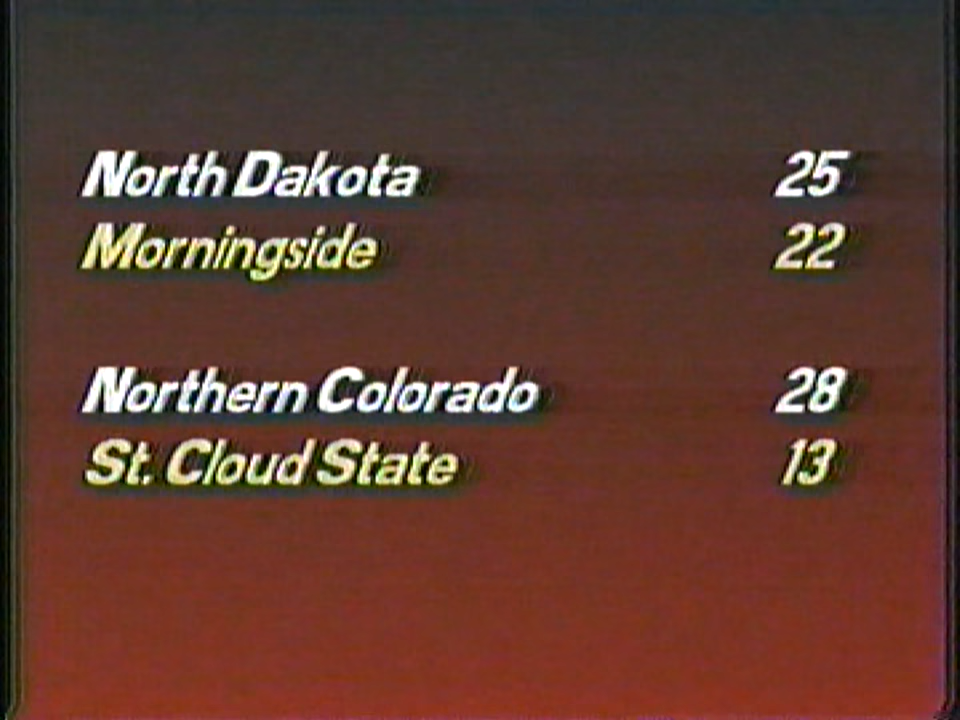 North Dakota 25
Morningside 22
Northern Colorado 28
St. Cloud State 13